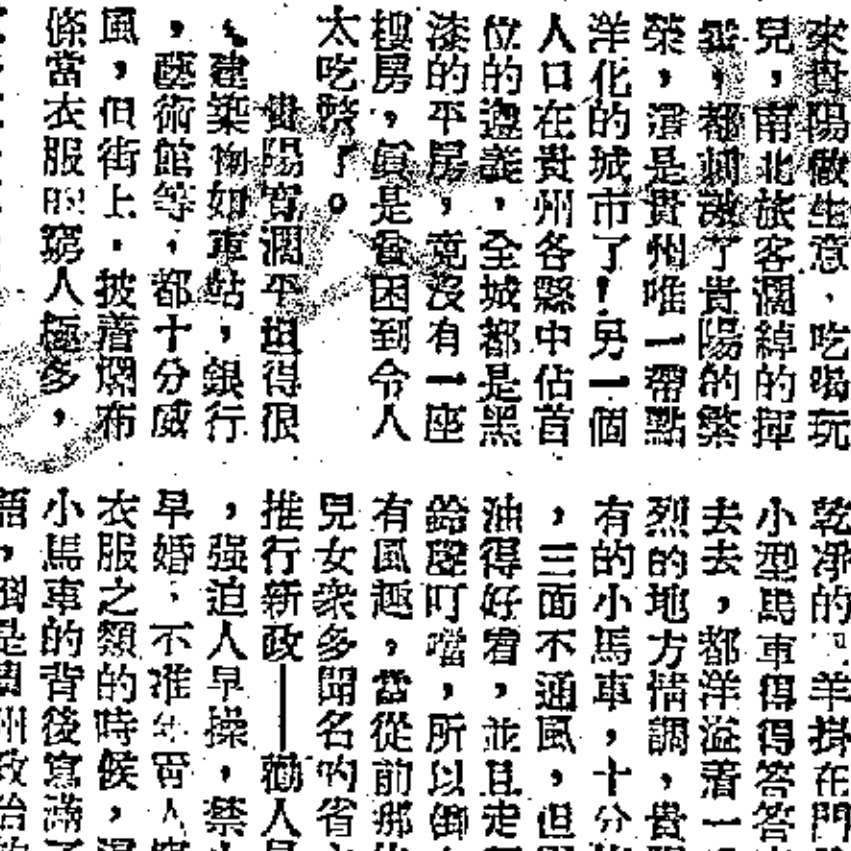 來貴陽做生意,吃喝玩
兒,南北旅客濶綽的揮
霍,都刺激了貴陽的繁
榮,濱是貴州唯一帶點
洋化的城市了!另一個
人口在貴州各縣中佔首
位的遵義,全城都是黑
漆的平房,竟沒有一座
樓房,眞是窮困到令人
太吃驚了。
貴陽寬濶平坦得很
,建築物如車站,銀行
,藝術館等,都十分威
風,但街上,披着爛布
條當衣服的窮人極多,
乾淨的 羊掛在門
小型馬車得得答答
去去,都洋溢着一
烈的地方情調,貴
有的小馬車,十分
,三面不通風,但
油得好看,並且走
鈴聲叮噹,所以倒
有風趣,當從前那
兒女衆多聞名的省
推行新政——勸人
,强迫人早操,禁
早婚,不准 人
衣服之類的時候,
小馬車的背後寫滿
語,倒是貴州政治